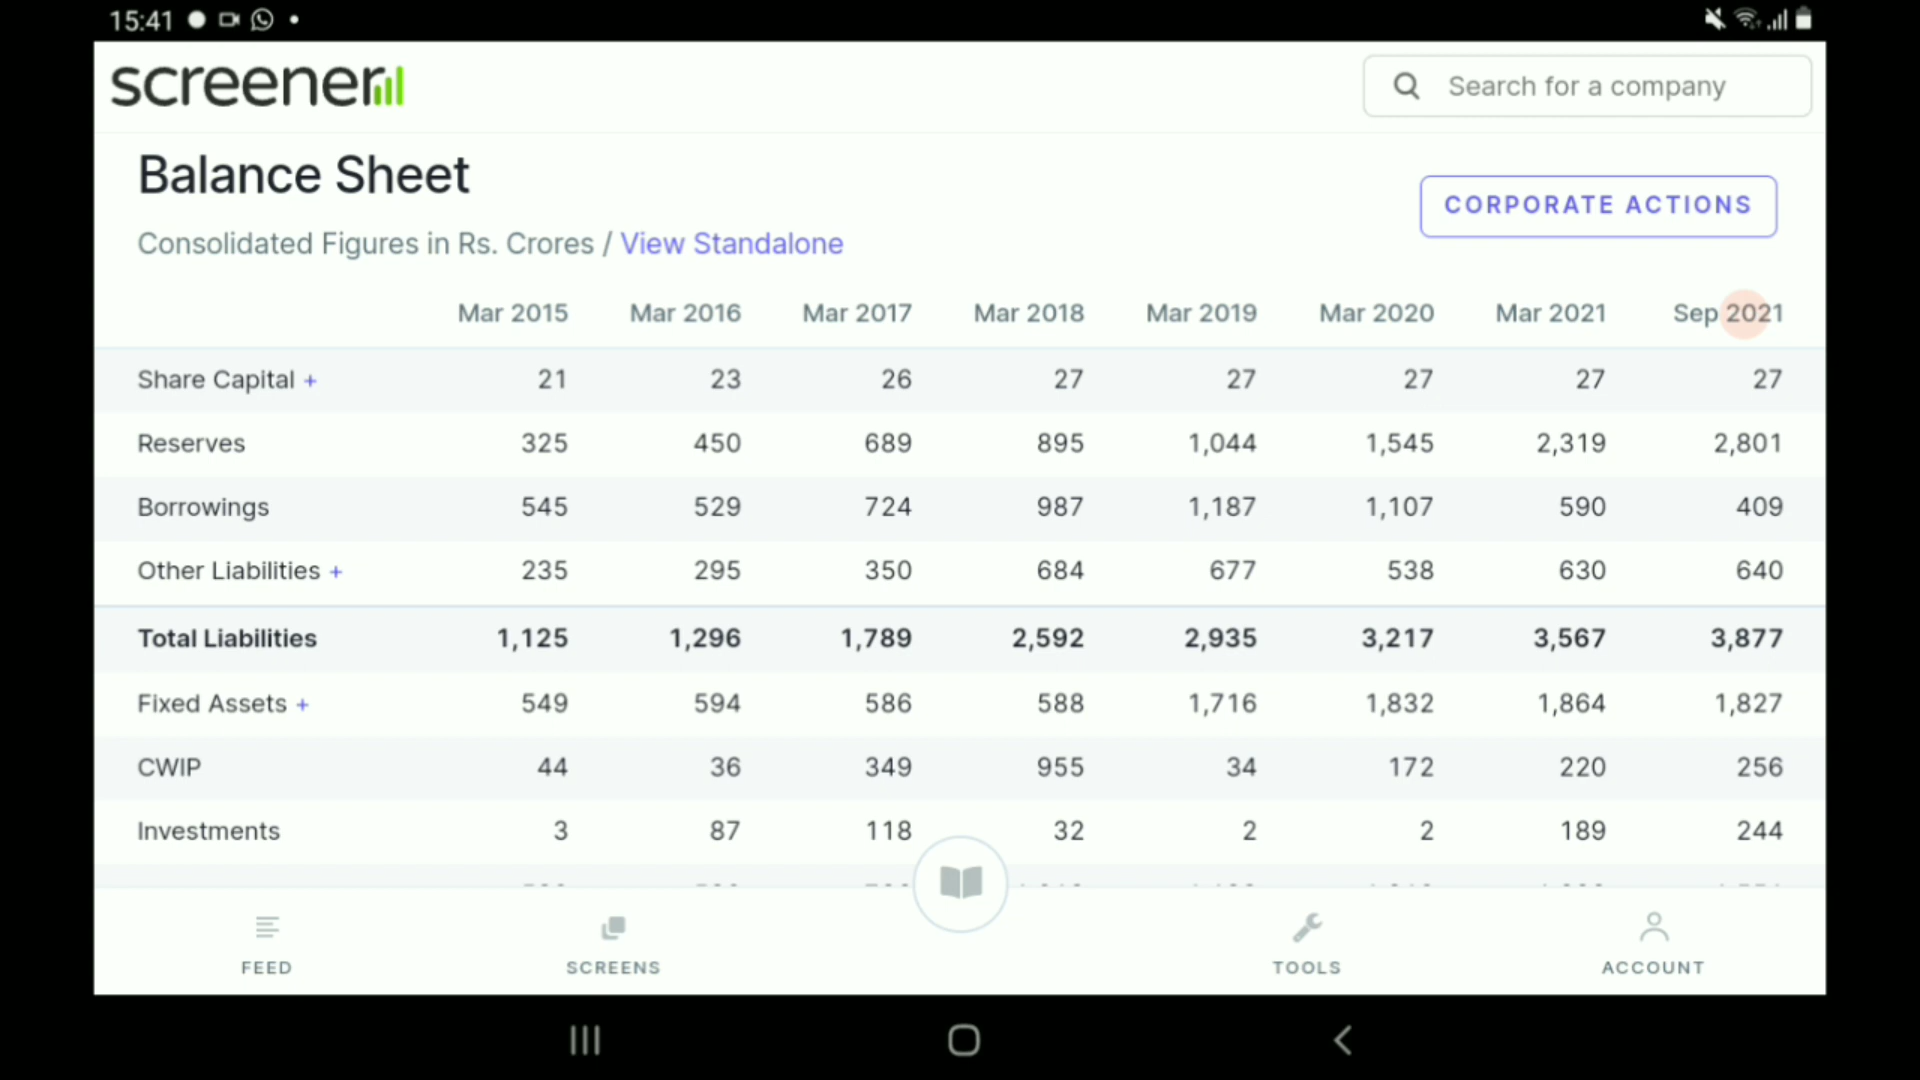 15:41
screener
Search for a company
Balance Sheet
CORPORATE ACTIONS
Consolidated Figures in Rs. Crores / View Standalone
Mar 2015 Mar 2016 Mar 2017 Mar 2018 Mar 2019 Mar 2020 Mar 2021 Sep 2021
Share Capital + 21 23 26 27 27 27 27 27
Reserves 325 450 689 895 1,044 1,545 2,319 2,801
Borrowings 545 529 724 987 1,187 1,107 590 409
Other Liabilities + 235 295 350 684 677 538 630 640
Total Liabilities 1,125 1,296 1,789 2,592 2,935 3,217 3,567 3,877
Fixed Assets + 549 594 586 588 1,716 1,832 1,864 1,827
CWIP 44 36 349 955 34 172 220 256
Investments 3 87 118 32 2 2 189 244
FEED SCREENS TOOLS ACCOUNT